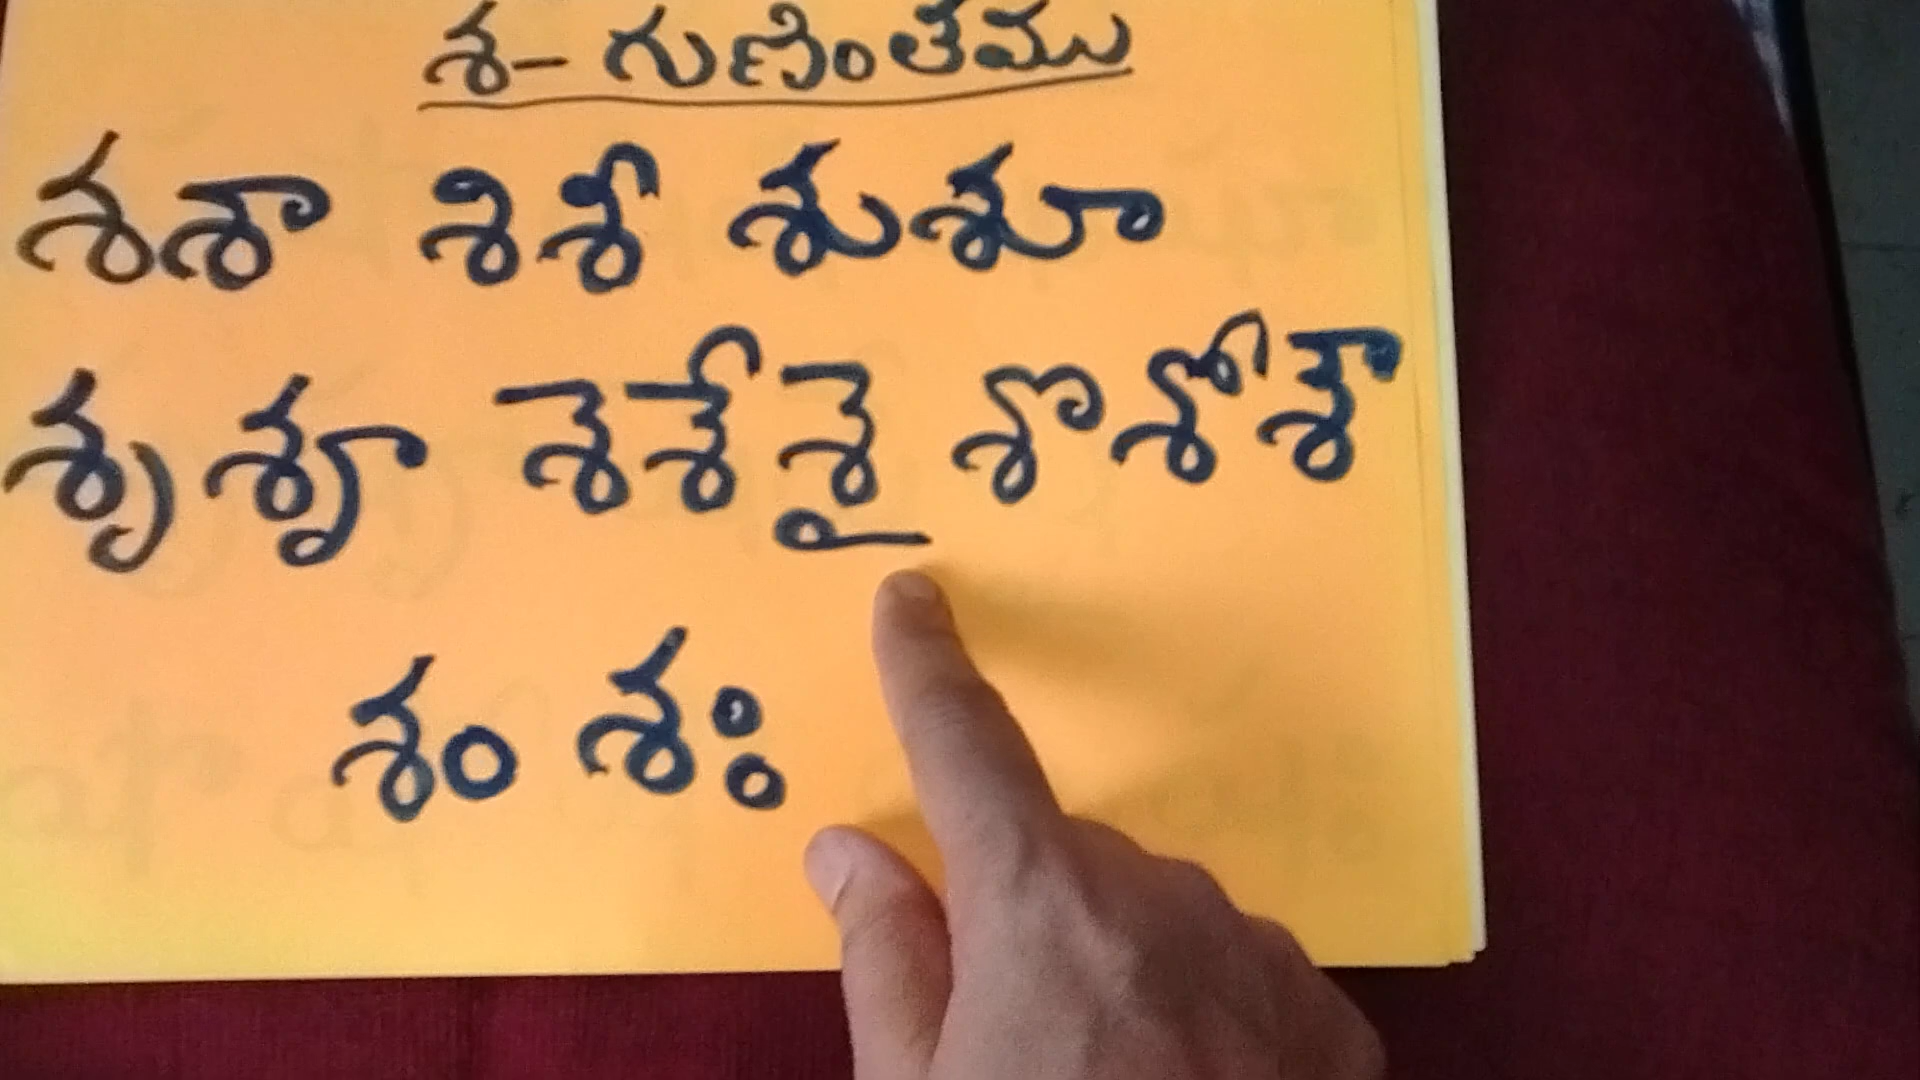 శ- గుణింతము
శ శా శి శీ శు శూ
శృ శౄ శె శే శై శొ శో శౌ
శం శః